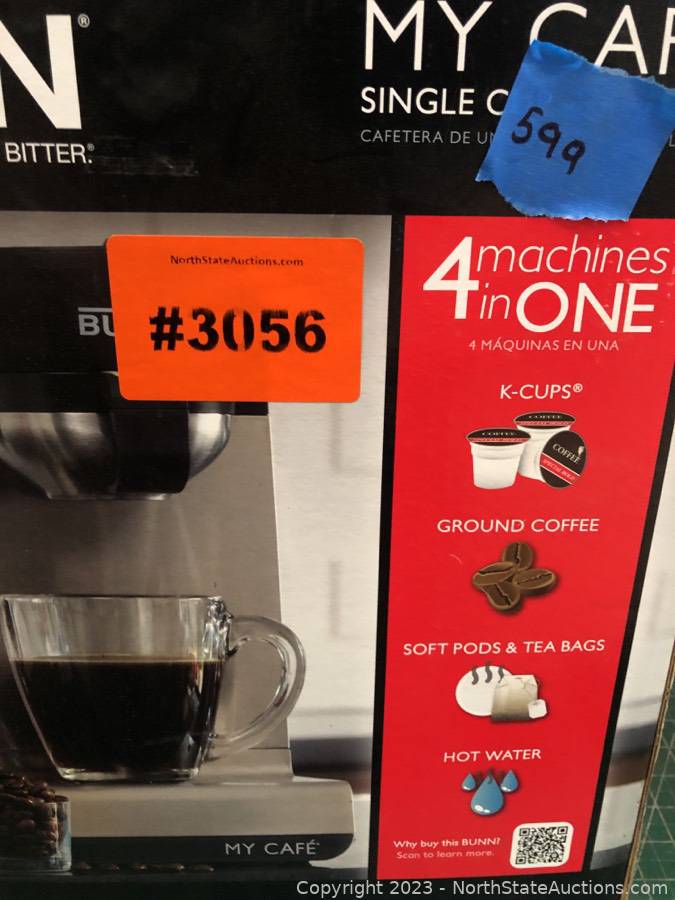 N®
BITTER.®
MY CAF
SINGLE C
CAFETERA DE UN
599
NorthStateAuctions.com
#3056
BU
4 machines
in ONE
4 MÁQUINAS EN UNA
K-CUPS®
COFFEE
COFFEE
COFFEE
GROUND COFFEE
SOFT PODS & TEA BAGS
HOT WATER
Why buy this BUNN?
Scan to learn more.
MY CAFÉ
Copyright 2023 - NorthStateAuctions.com